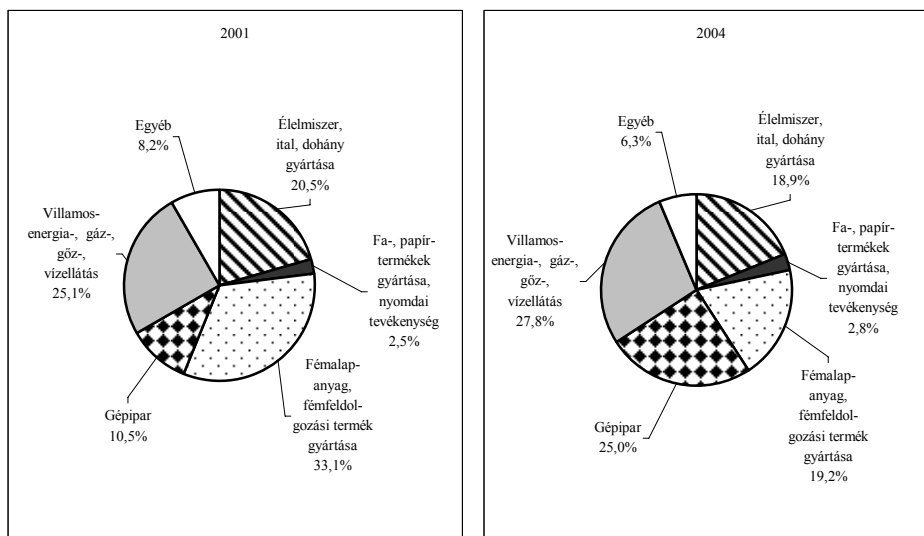 2001
Egyéb
8,2%
Élelmiszer,
ital, dohány
gyártása
20,5%
Villamos-
energia-, gáz-,
gőz-,
vízellátás
25,1%
Fa-, papír-
termékek
gyártása,
nyomdai
tevékenység
2,5%
Gépipar
10,5%
Fémalap-
anyag,
fémfeldol-
gozási termék
gyártása
33,1%
2004
Egyéb
6,3%
Élelmiszer,
ital, dohány
gyártása
18,9%
Villamos-
energia-, gáz-,
gőz-,
vízellátás
27,8%
Fa-, papír-
termékek
gyártása,
nyomdai
tevékenység
2,8%
Gépipar
25,0%
Fémalap-
anyag,
fémfeldol-
gozási termék
gyártása
19,2%